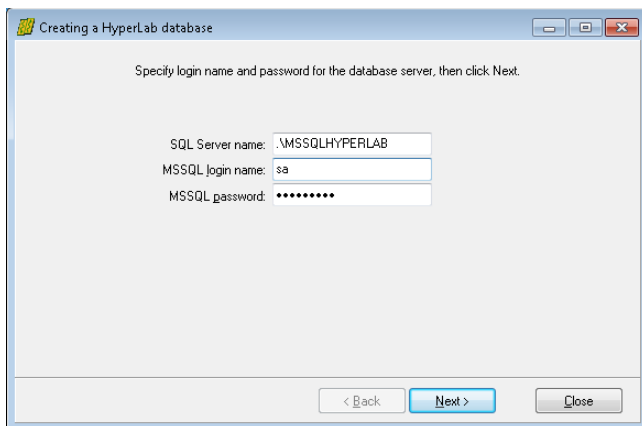 Creating a HyperLab database
Specify login name and password for the database server, then click Next.
SQL Server name: .\MSSQLHYPERLAB
MSSQL login name: sa
MSSQL password: •••••••••
< Back Next > Close